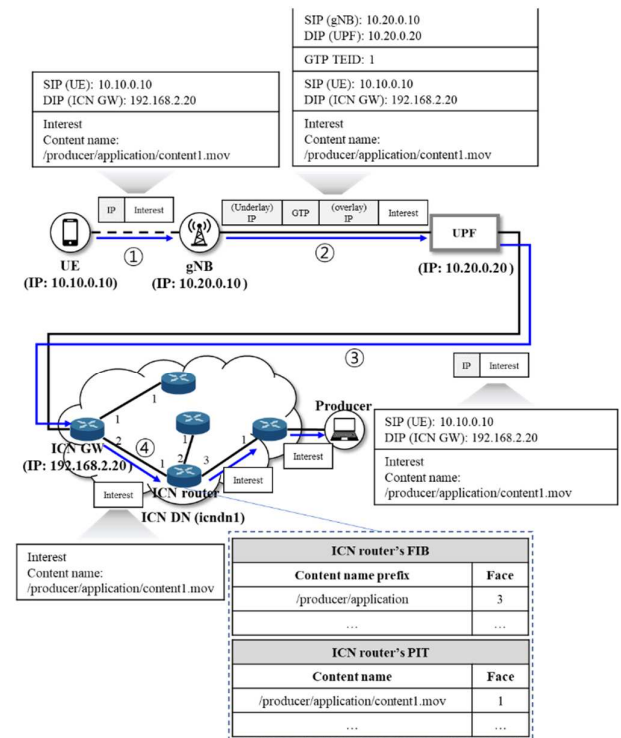 SIP (gNB): 10.20.0.10
DIP (UPF): 10.20.0.20
GTP TEID: 1
SIP (UE): 10.10.0.10
DIP (ICN GW): 192.168.2.20
Interest
Content name:
/producer/application/content1.mov
SIP (UE): 10.10.0.10
DIP (ICN GW): 192.168.2.20
Interest
Content name:
/producer/application/content1.mov
IP Interest
(Underlay) IP GTP (overlay) IP Interest
UPF
① ②
UE
(IP: 10.10.0.10)
gNB
(IP: 10.20.0.10 )
(IP: 10.20.0.20 )
③
IP Interest
SIP (UE): 10.10.0.10
DIP (ICN GW): 192.168.2.20
Interest
Content name:
/producer/application/content1.mov
Producer
1 1
ICN GW
(IP: 192.168.2.20)
2 ④ 1 2 3 1
Interest
Interest
Interest
ICN router
ICN DN (icndn1)
Interest
Content name:
/producer/application/content1.mov
ICN router's FIB
Content name prefix Face
/producer/application 3
… …
ICN router's PIT
Content name Face
/producer/application/content1.mov 1
… …